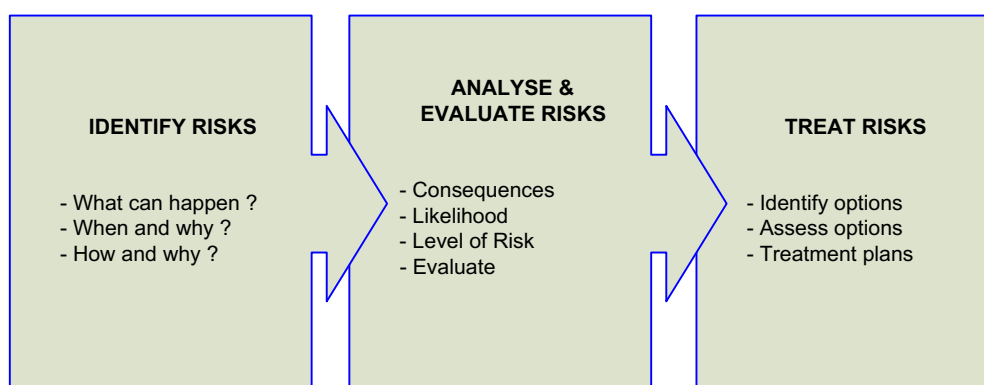 IDENTIFY RISKS
- What can happen ?
- When and why ?
- How and why ?
ANALYSE &
EVALUATE RISKS
- Consequences
- Likelihood
- Level of Risk
- Evaluate
TREAT RISKS
- Identify options
- Assess options
- Treatment plans